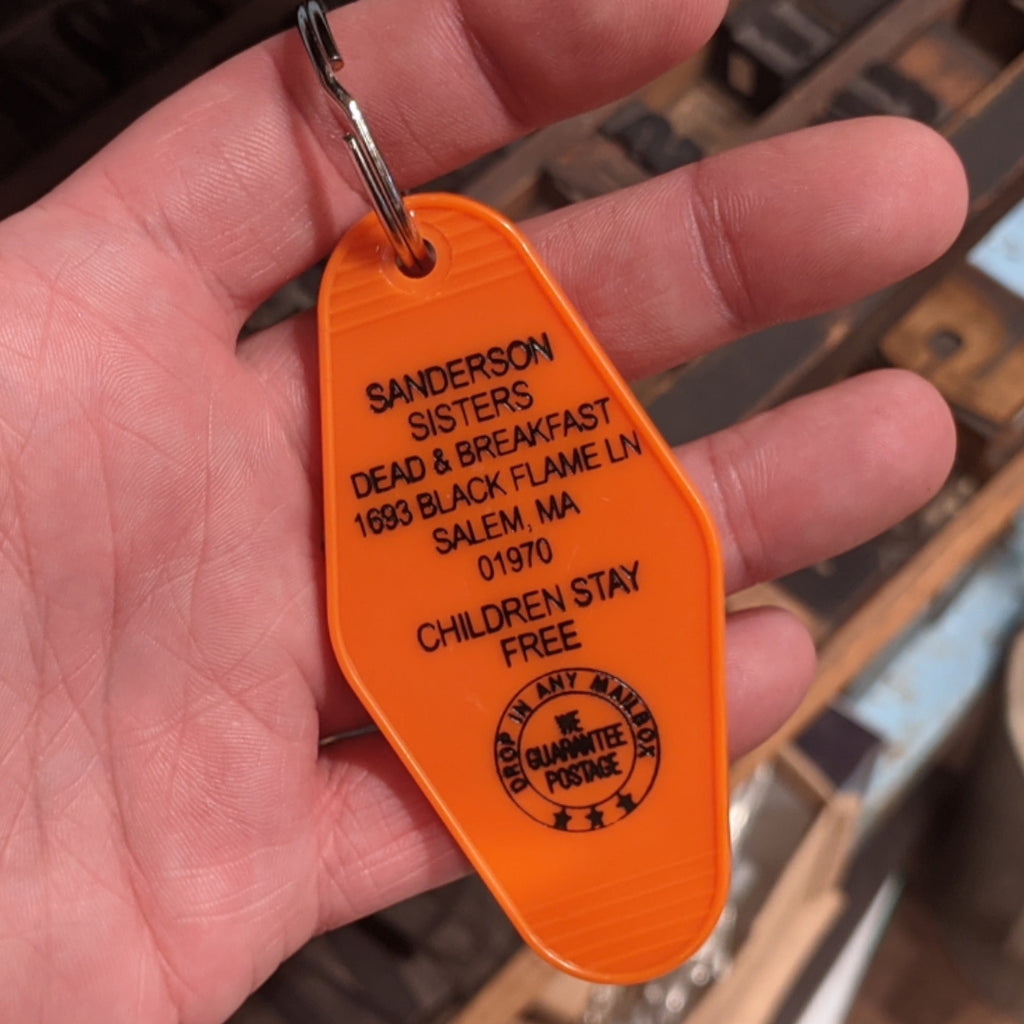 SANDERSON
SISTERS
DEAD & BREAKFAST
1693 BLACK FLAME LN
SALEM, MA
01970
CHILDREN STAY
FREE
DROP IN ANY MAILBOX
WE
GUARANTEE
POSTAGE